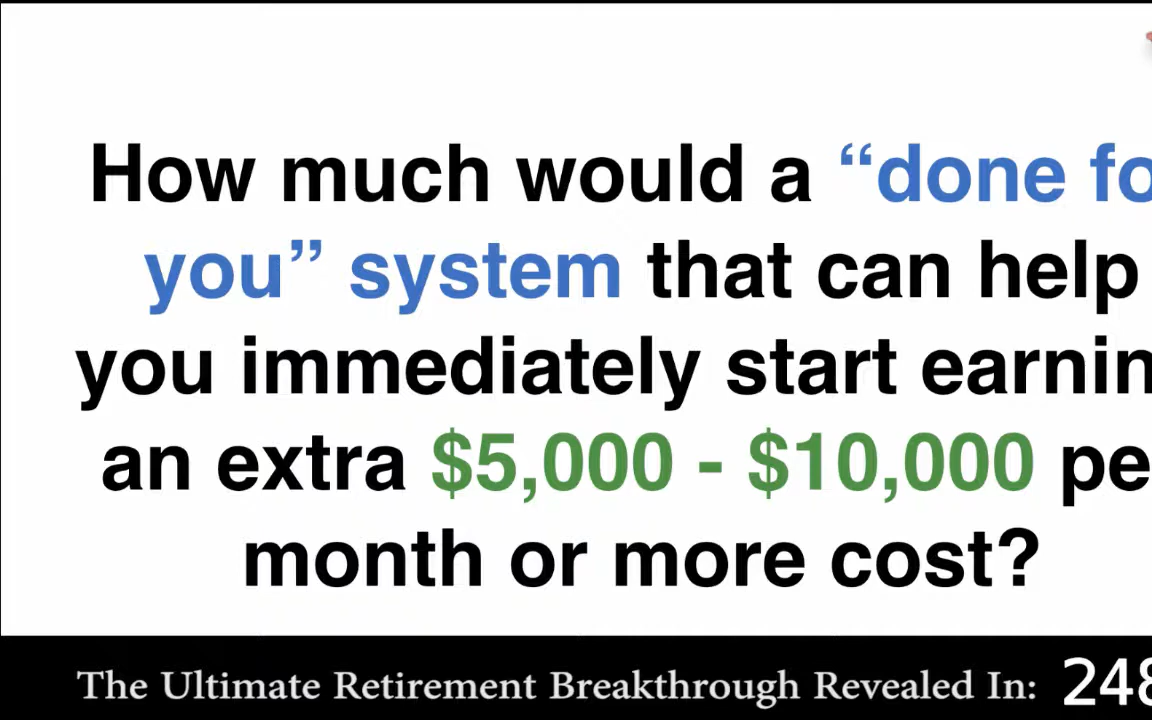 How much would a “done fo
you” system that can help
you immediately start earnin
an extra $5,000 - $10,000 pe
month or more cost?
The Ultimate Retirement Breakthrough Revealed In: 248